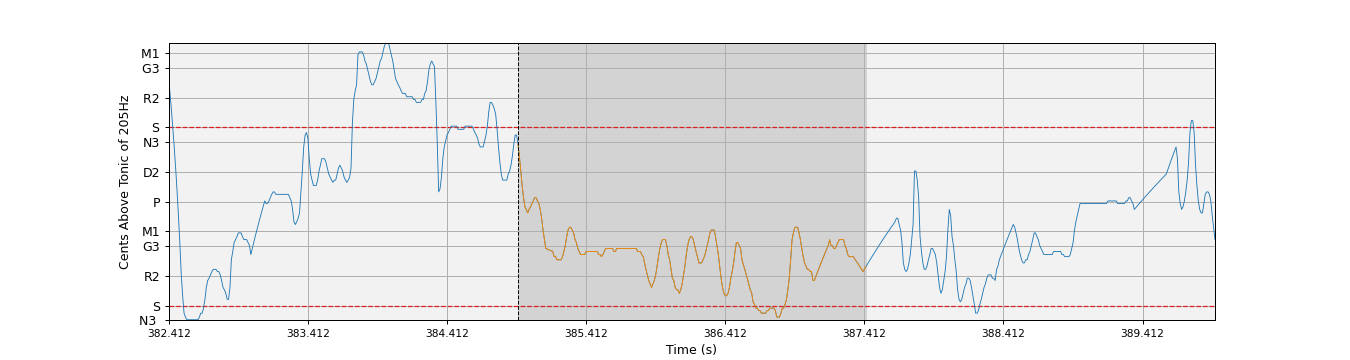 M1
G3
R2
S
N3
D2
P
M1
G3
R2
S
N3
Cents Above Tonic of 205Hz
382.412 383.412 384.412 385.412 386.412 387.412 388.412 389.412
Time (s)